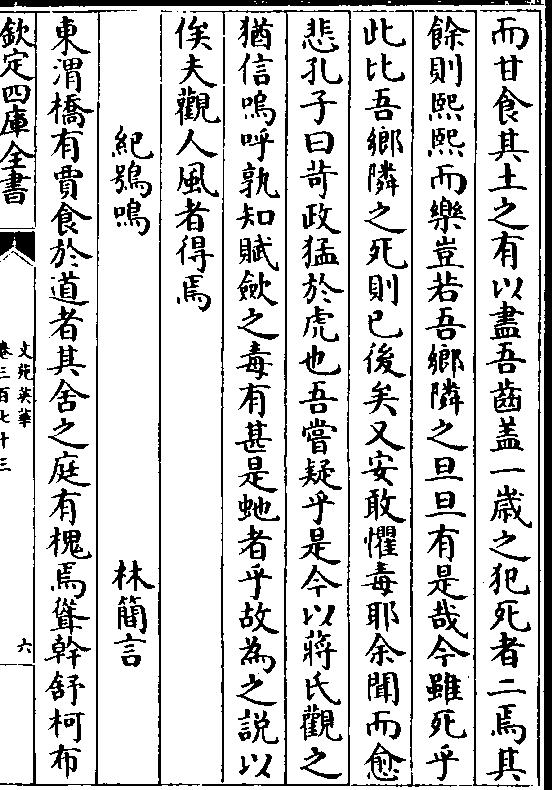 而甘食其土之有以盡吾齒盖一歳之犯死者二焉其
餘則熙熙而樂豈若吾鄉隣之旦旦有是哉今雖死乎
此比吾鄉隣之死則已後矣又安敢懼毒耶余聞而愈
悲孔子曰苛政猛於虎也吾嘗疑乎是今以蔣氏觀之
猶信嗚呼孰知賦歛之毒有甚是虵者乎故為之説以
俟夫觀人風者得焉
紀鴞鳴 林簡言
東渭橋有賈食於道者其舍之庭有槐焉聳幹舒柯布
欽定四庫全書
文苑英華
卷三百七十三
六